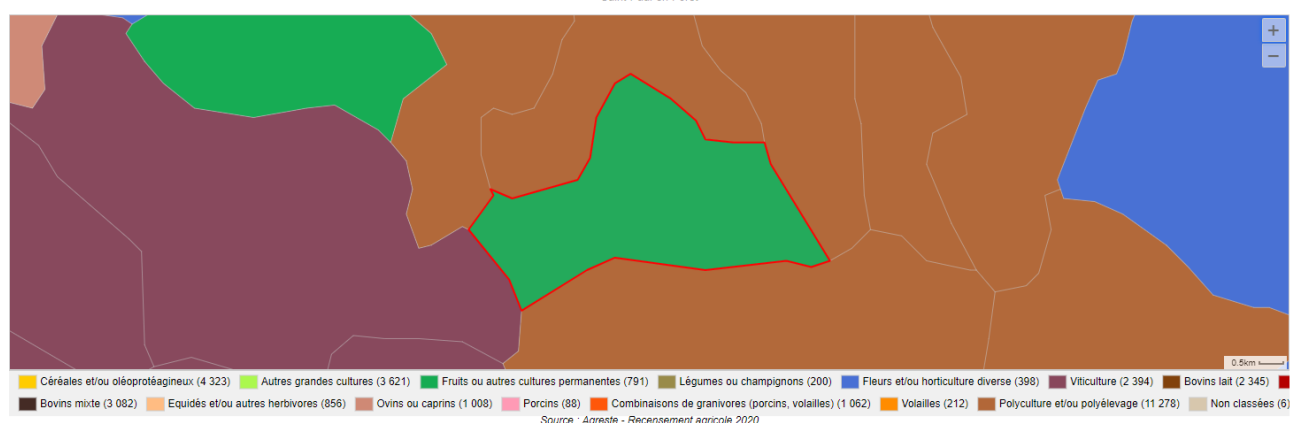 +
−
0.5km
Céréales et/ou oléoprotéagineux (4 323) Autres grandes cultures (3 621) Fruits ou autres cultures permanentes (791) Légumes ou champignons (200) Fleurs et/ou horticulture diverse (398) Viticulture (2 394) Bovins lait (2 345)
Bovins mixte (3 082) Equidés et/ou autres herbivores (856) Ovins ou caprins (1 008) Porcins (88) Combinaisons de granivores (porcins, volailles) (1 062) Volailles (212) Polyculture et/ou polyélevage (11 278) Non classées (6)
Source : Agreste - Recensement agricole 2020